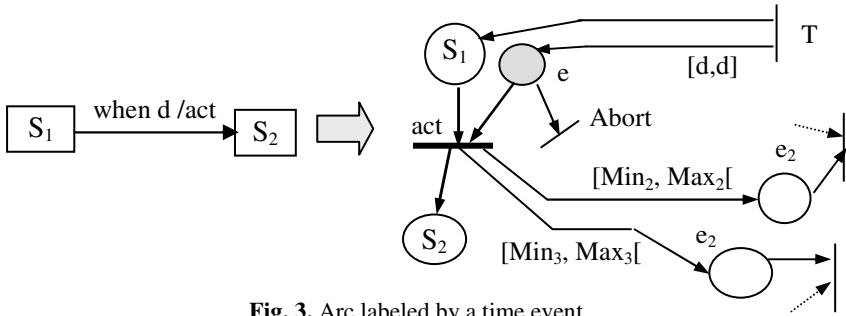 S₁
when d /act
S₂
S₁
e
T
[d,d]
act
Abort
e₂
[Min₂, Max₂[
S₂
e₂
[Min₃, Max₃[
Fig. 3. Arc labeled by a time event